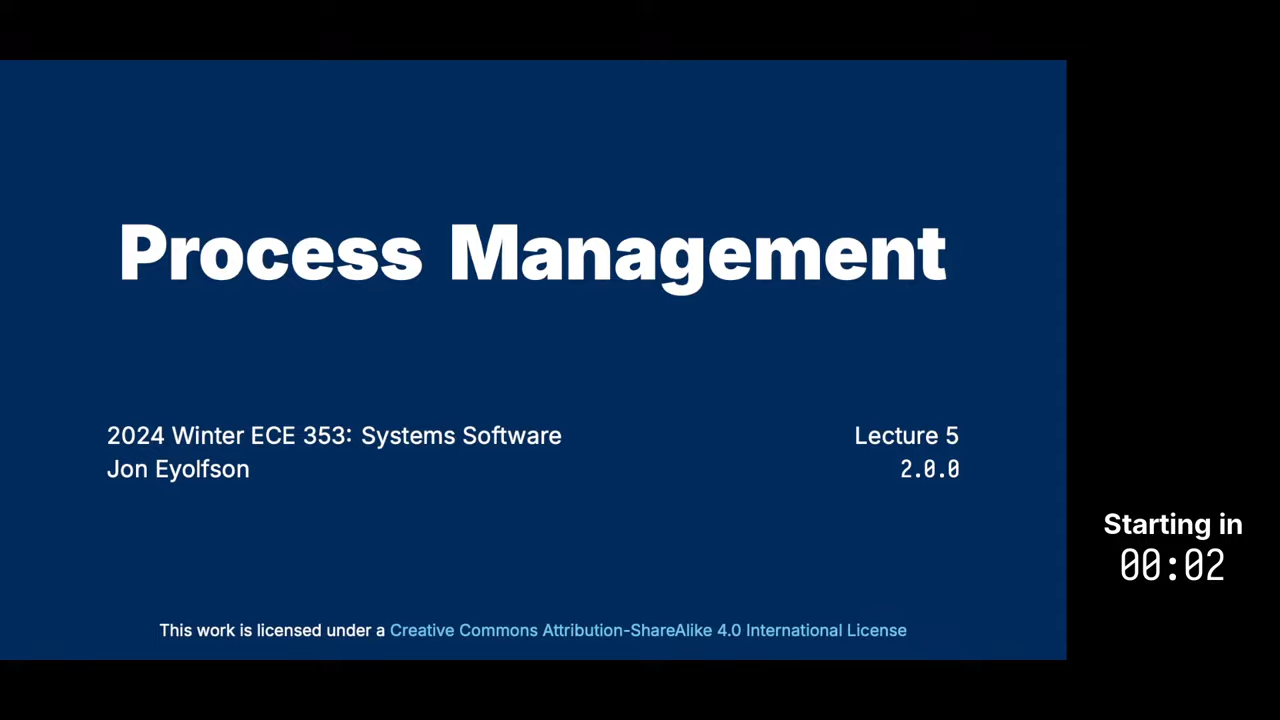 Process Management
2024 Winter ECE 353: Systems Software
Jon Eyolfson
Lecture 5
2.0.0
Starting in
00:02
This work is licensed under a Creative Commons Attribution-ShareAlike 4.0 International License